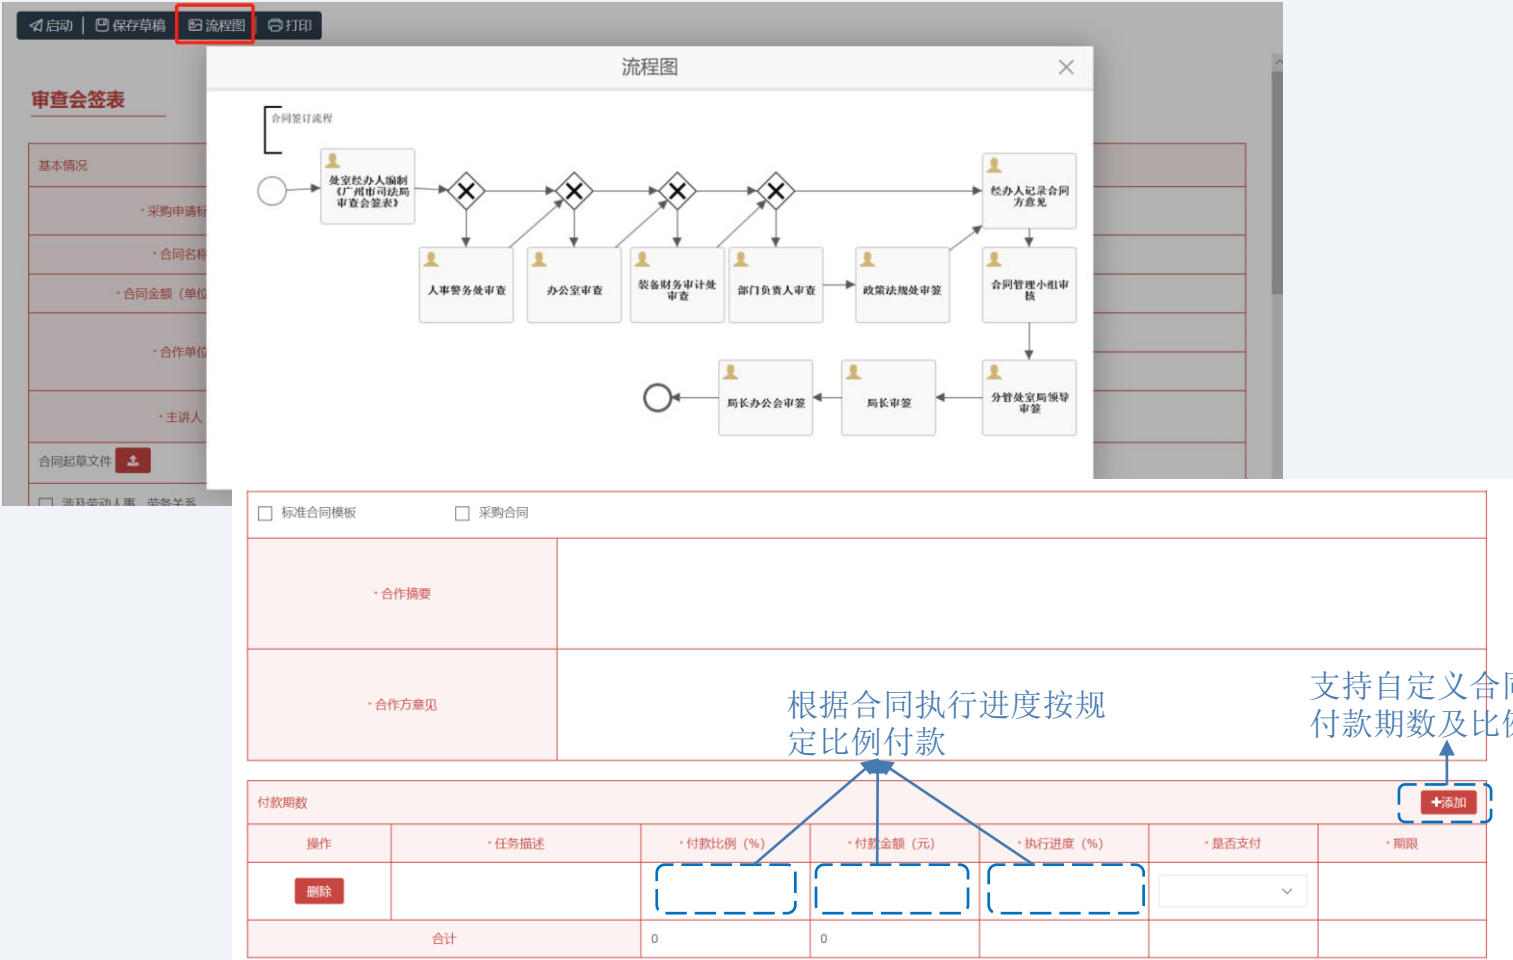 启动
保存草稿
流程图
打印
流程图
审查会签表
合同签订流程
处室经办人编制
《广州市司法局
审查会签表》
经办人记录合同
方意见
人事警务处审查
办公室审查
装备财务审计处
审查
部门负责人审查
政策法规处审签
合同管理小组审
核
局长办公会审签
局长审签
分管处室局领导
审签
基本情况
* 采购申请标
* 合同名称
* 合同金额（单位
* 合作单位
* 主讲人
合同起草文件
涉及劳动人事、劳务关系
标准合同模板
采购合同
* 合作摘要
* 合作方意见
根据合同执行进度按规
定比例付款
支持自定义合同
付款期数及比例
付款期数
添加
操作
* 任务描述
* 付款比例（%）
* 付款金额（元）
* 执行进度（%）
* 是否支付
* 期限
删除
合计
0
0